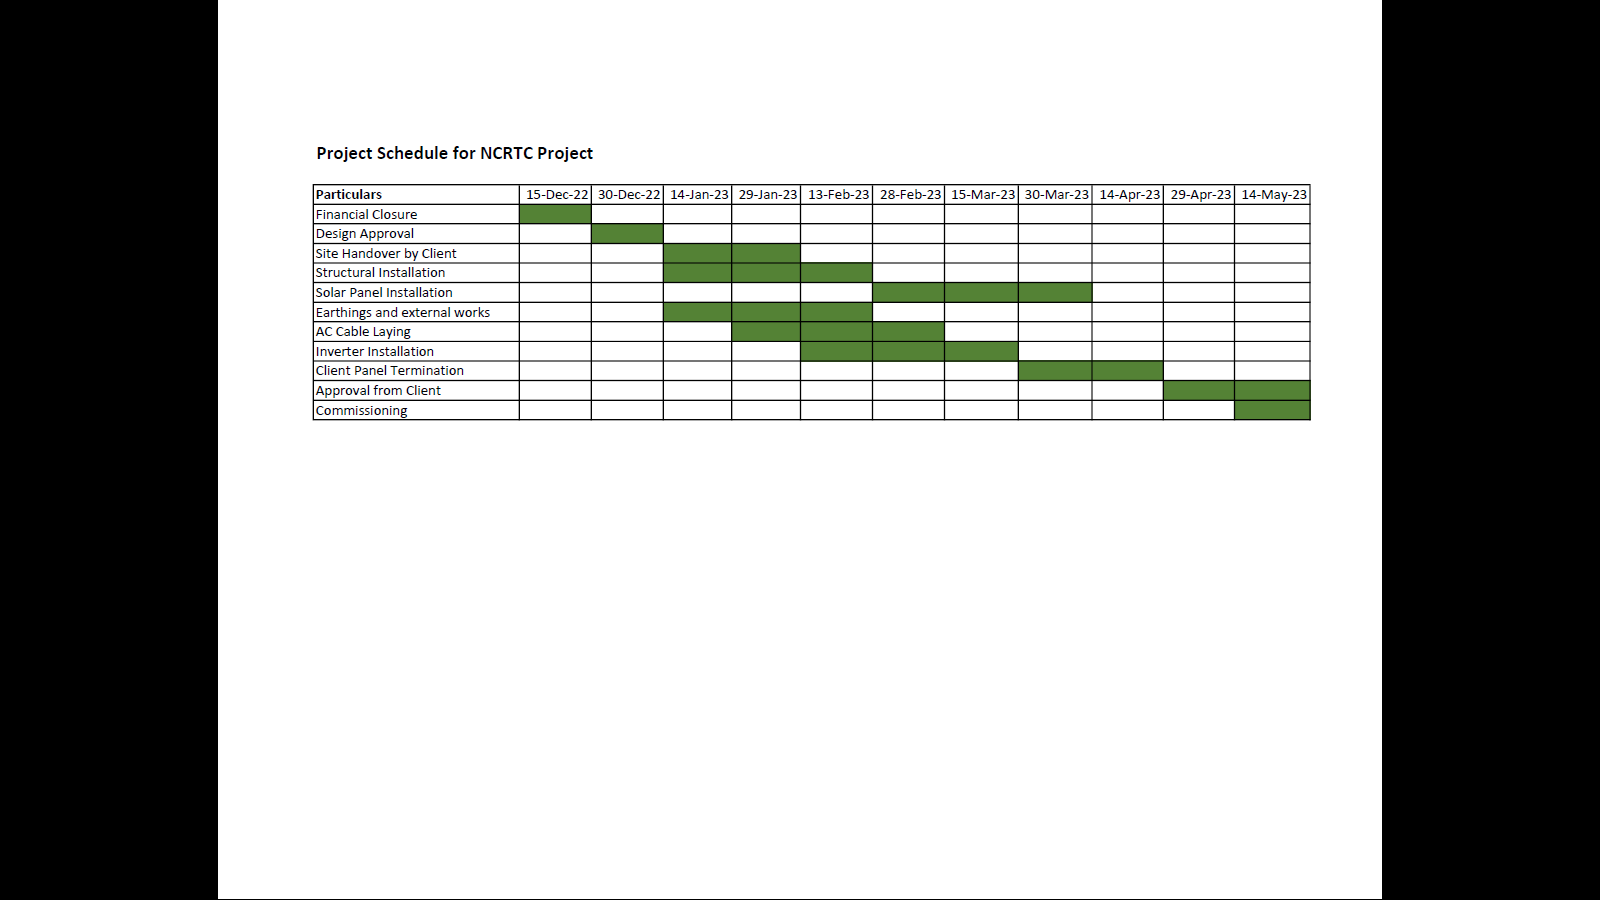 Project Schedule for NCRTC Project
Particulars 15-Dec-22 30-Dec-22 14-Jan-23 29-Jan-23 13-Feb-23 28-Feb-23 15-Mar-23 30-Mar-23 14-Apr-23 29-Apr-23 14-May-23
Financial Closure
Design Approval
Site Handover by Client
Structural Installation
Solar Panel Installation
Earthings and external works
AC Cable Laying
Inverter Installation
Client Panel Termination
Approval from Client
Commissioning